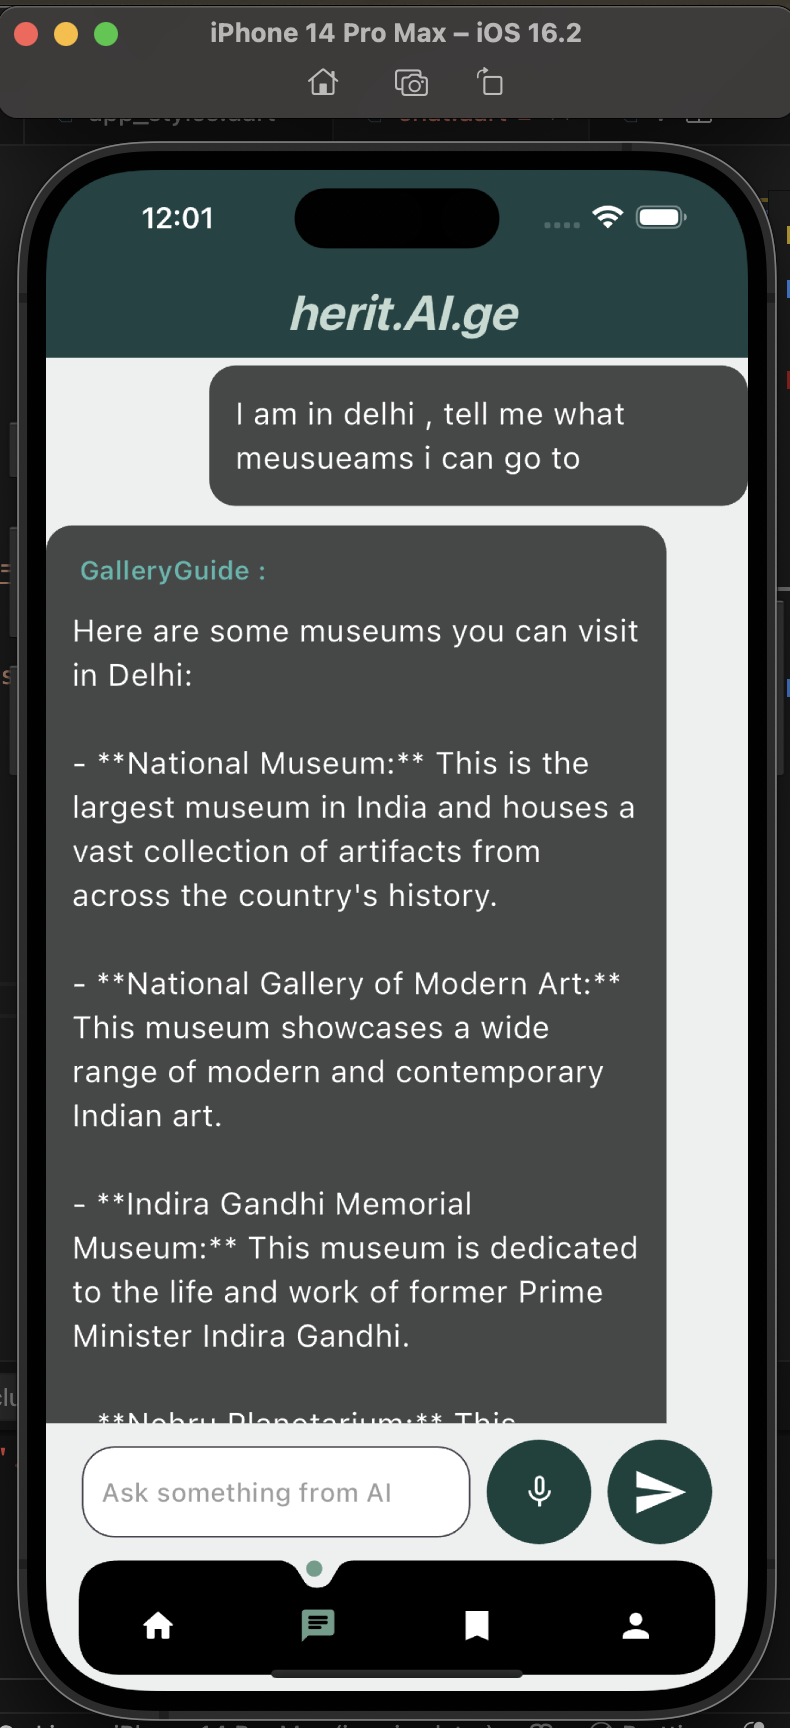 iPhone 14 Pro Max – iOS 16.2
12:01
herit.AI.ge
I am in delhi , tell me what
meusueams i can go to
GalleryGuide :
Here are some museums you can visit
in Delhi:
- **National Museum:** This is the
largest museum in India and houses a
vast collection of artifacts from
across the country's history.
- **National Gallery of Modern Art:**
This museum showcases a wide
range of modern and contemporary
Indian art.
- **Indira Gandhi Memorial
Museum:** This museum is dedicated
to the life and work of former Prime
Minister Indira Gandhi.
- **Nehru Planetarium:** This
Ask something from AI